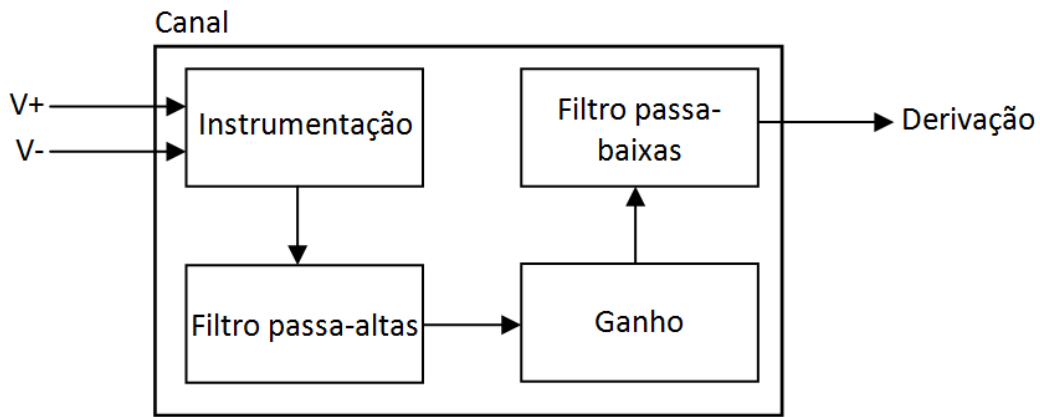 Canal
V+
V-
Instrumentação
Filtro passa-altas
Ganho
Filtro passa-
baixas
Derivação